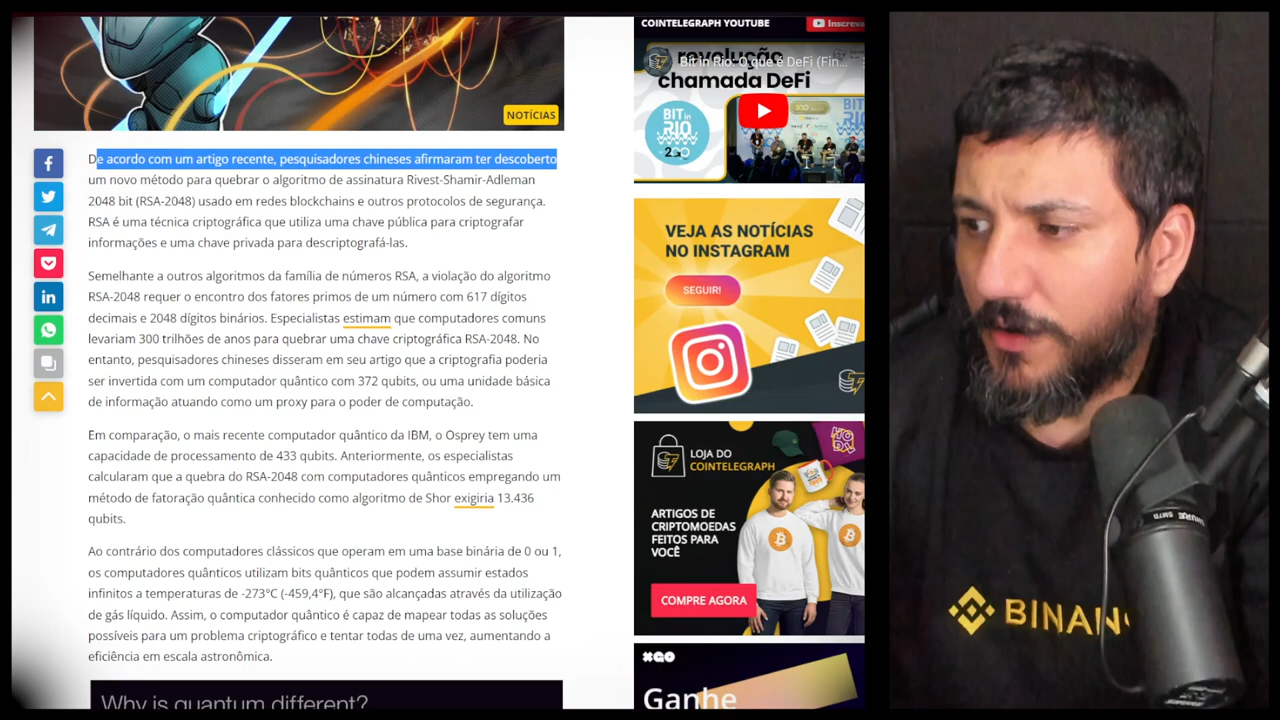 NOTÍCIAS
De acordo com um artigo recente, pesquisadores chineses afirmaram ter descoberto
um novo método para quebrar o algoritmo de assinatura Rivest-Shamir-Adleman
2048 bit (RSA-2048) usado em redes blockchains e outros protocolos de segurança.
RSA é uma técnica criptográfica que utiliza uma chave pública para criptografar
informações e uma chave privada para descriptografá-las.
Semelhante a outros algoritmos da família de números RSA, a violação do algoritmo
RSA-2048 requer o encontro dos fatores primos de um número com 617 dígitos
decimais e 2048 dígitos binários. Especialistas estimam que computadores comuns
levariam 300 trilhões de anos para quebrar uma chave criptográfica RSA-2048. No
entanto, pesquisadores chineses disseram em seu artigo que a criptografia poderia
ser invertida com um computador quântico com 372 qubits, ou uma unidade básica
de informação atuando como um proxy para o poder de computação.
Em comparação, o mais recente computador quântico da IBM, o Osprey tem uma
capacidade de processamento de 433 qubits. Anteriormente, os especialistas
calcularam que a quebra do RSA-2048 com computadores quânticos empregando um
método de fatoração quântica conhecido como algoritmo de Shor exigiria 13.436
qubits.
Ao contrário dos computadores clássicos que operam em uma base binária de 0 ou 1,
os computadores quânticos utilizam bits quânticos que podem assumir estados
infinitos a temperaturas de -273°C (-459,4°F), que são alcançadas através da utilização
de gás líquido. Assim, o computador quântico é capaz de mapear todas as soluções
possíveis para um problema criptográfico e tentar todas de uma vez, aumentando a
eficiência em escala astronômica.
Why is quantum different?
COINTELEGRAPH YOUTUBE
Inscreva
revolução
Bit in Rio: O que é DeFi (Fin...
chamada DeFi
BIT in
RIO
VEJA AS NOTÍCIAS
NO INSTAGRAM
SEGUIR!
LOJA DO
COINTELEGRAPH
ARTIGOS DE
CRIPTOMOEDAS
FEITOS PARA
VOCÊ
COMPRE AGORA
XGO
Ganhe
BINAN
SHURE